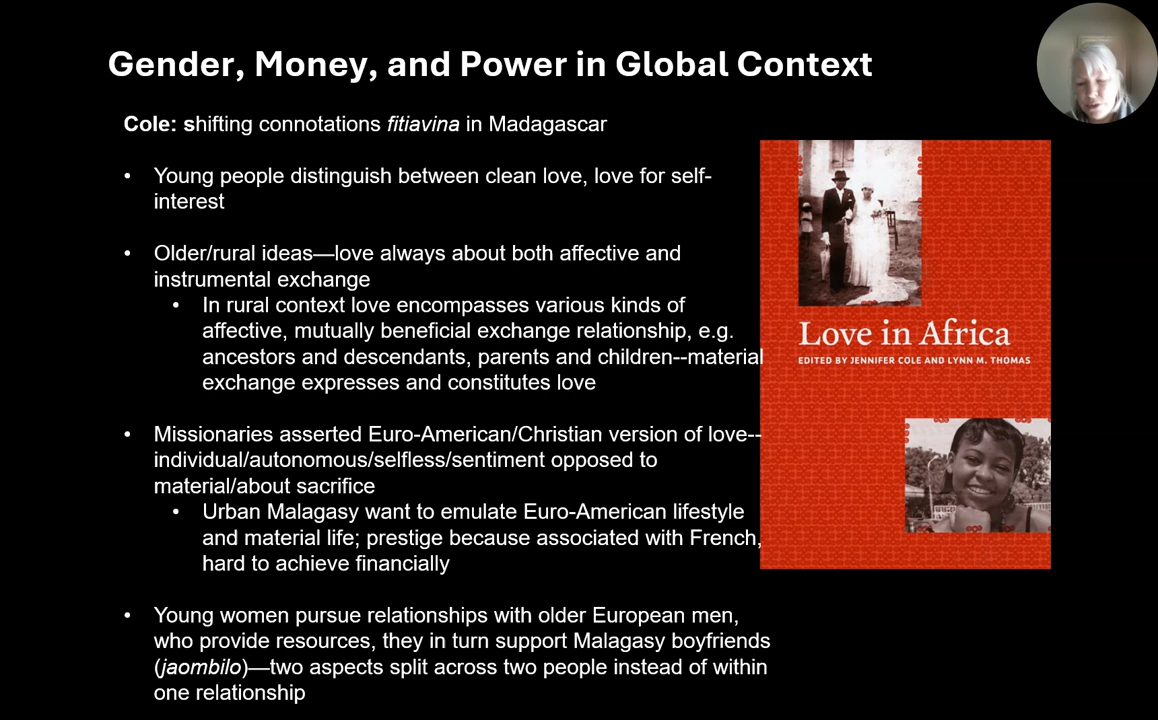 Gender, Money, and Power in Global Context
Cole: shifting connotations fitiavina in Madagascar
• Young people distinguish between clean love, love for self-
interest
• Older/rural ideas—love always about both affective and
instrumental exchange
• In rural context love encompasses various kinds of
affective, mutually beneficial exchange relationship, e.g.
ancestors and descendants, parents and children--material
exchange expresses and constitutes love
• Missionaries asserted Euro-American/Christian version of love--
individual/autonomous/selfless/sentiment opposed to
material/about sacrifice
• Urban Malagasy want to emulate Euro-American lifestyle
and material life; prestige because associated with French,
hard to achieve financially
• Young women pursue relationships with older European men,
who provide resources, they in turn support Malagasy boyfriends
(jaombilo)—two aspects split across two people instead of within
one relationship
Love in Africa
EDITED BY JENNIFER COLE AND LYNN M. THOMAS